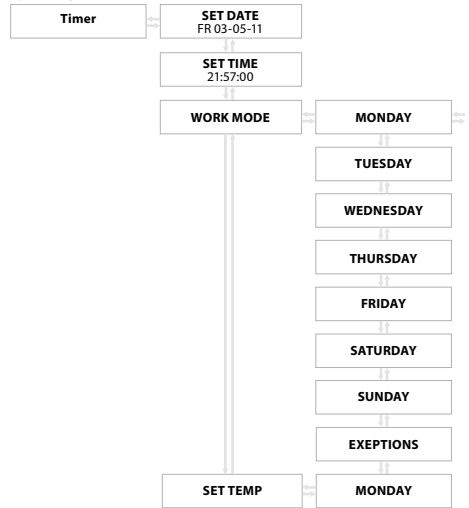 Timer
SET DATE
FR 03-05-11
SET TIME
21:57:00
WORK MODE
MONDAY
TUESDAY
WEDNESDAY
THURSDAY
FRIDAY
SATURDAY
SUNDAY
EXEPTIONS
SET TEMP
MONDAY